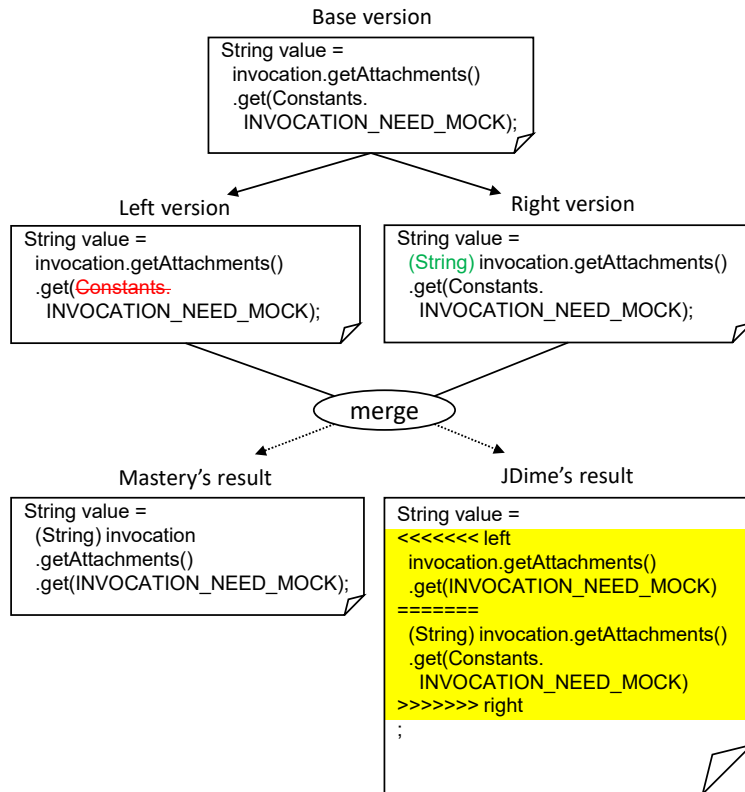 Base version
String value =
invocation.getAttachments()
.get(Constants.
INVOCATION_NEED_MOCK);
Left version
String value =
invocation.getAttachments()
.get(Constants.
INVOCATION_NEED_MOCK);
Right version
String value =
(String) invocation.getAttachments()
.get(Constants.
INVOCATION_NEED_MOCK);
merge
Mastery's result
String value =
(String) invocation
.getAttachments()
.get(INVOCATION_NEED_MOCK);
JDime's result
String value =
<<<<<<< left
invocation.getAttachments()
.get(INVOCATION_NEED_MOCK)
=======
(String) invocation.getAttachments()
.get(Constants.
INVOCATION_NEED_MOCK)
>>>>>>> right
;